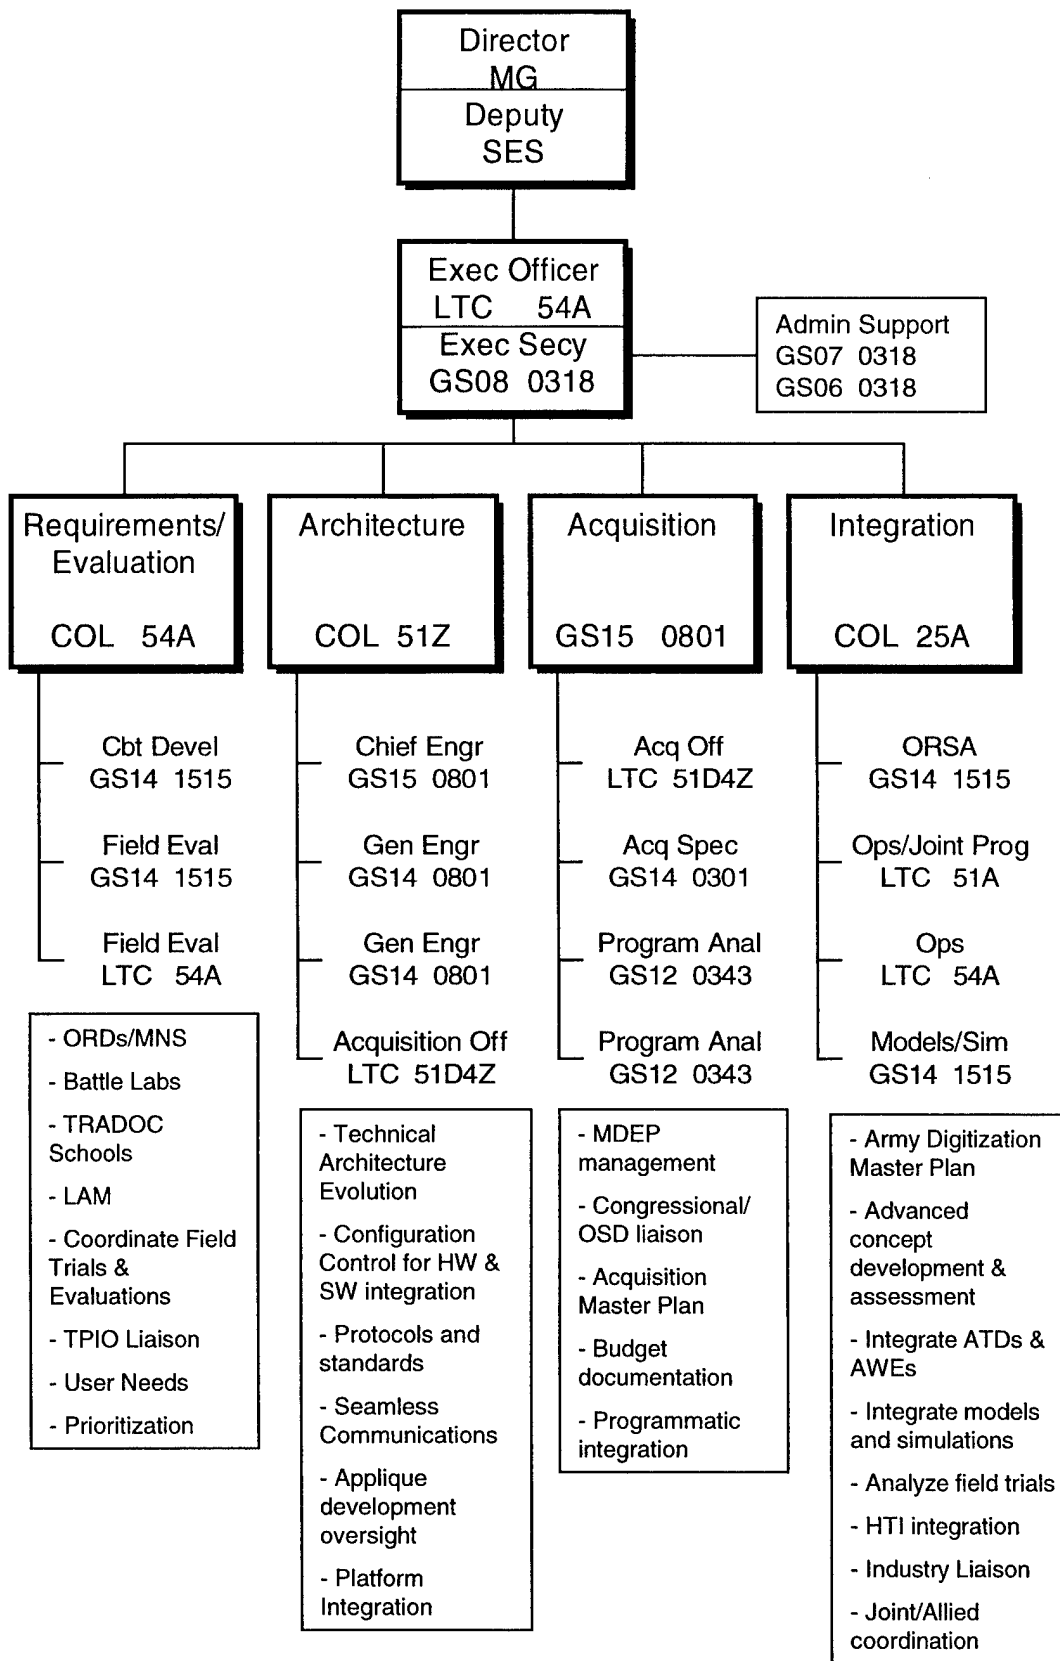 Director
MG
Deputy
SES
Exec Officer
LTC 54A
Exec Secy
GS08 0318
Admin Support
GS07 0318
GS06 0318
Requirements/
Evaluation
COL 54A
Architecture
COL 51Z
Acquisition
GS15 0801
Integration
COL 25A
Cbt Devel
GS14 1515
Field Eval
GS14 1515
Field Eval
LTC 54A
- ORDs/MNS
- Battle Labs
- TRADOC
Schools
- LAM
- Coordinate Field
Trials &
Evaluations
- TPIO Liaison
- User Needs
- Prioritization
Chief Engr
GS15 0801
Gen Engr
GS14 0801
Gen Engr
GS14 0801
Acquisition Off
LTC 51D4Z
- Technical
Architecture
Evolution
- Configuration
Control for HW &
SW integration
- Protocols and
standards
- Seamless
Communications
- Applique
development
oversight
- Platform
Integration
Acq Off
LTC 51D4Z
Acq Spec
GS14 0301
Program Anal
GS12 0343
Program Anal
GS12 0343
- MDEP
management
- Congressional/
OSD liaison
- Acquisition
Master Plan
- Budget
documentation
- Programmatic
integration
ORSA
GS14 1515
Ops/Joint Prog
LTC 51A
Ops
LTC 54A
Models/Sim
GS14 1515
- Army Digitization
Master Plan
- Advanced
concept
development &
assessment
- Integrate ATDs &
AWEs
- Integrate models
and simulations
- Analyze field trials
- HTI integration
- Industry Liaison
- Joint/Allied
coordination